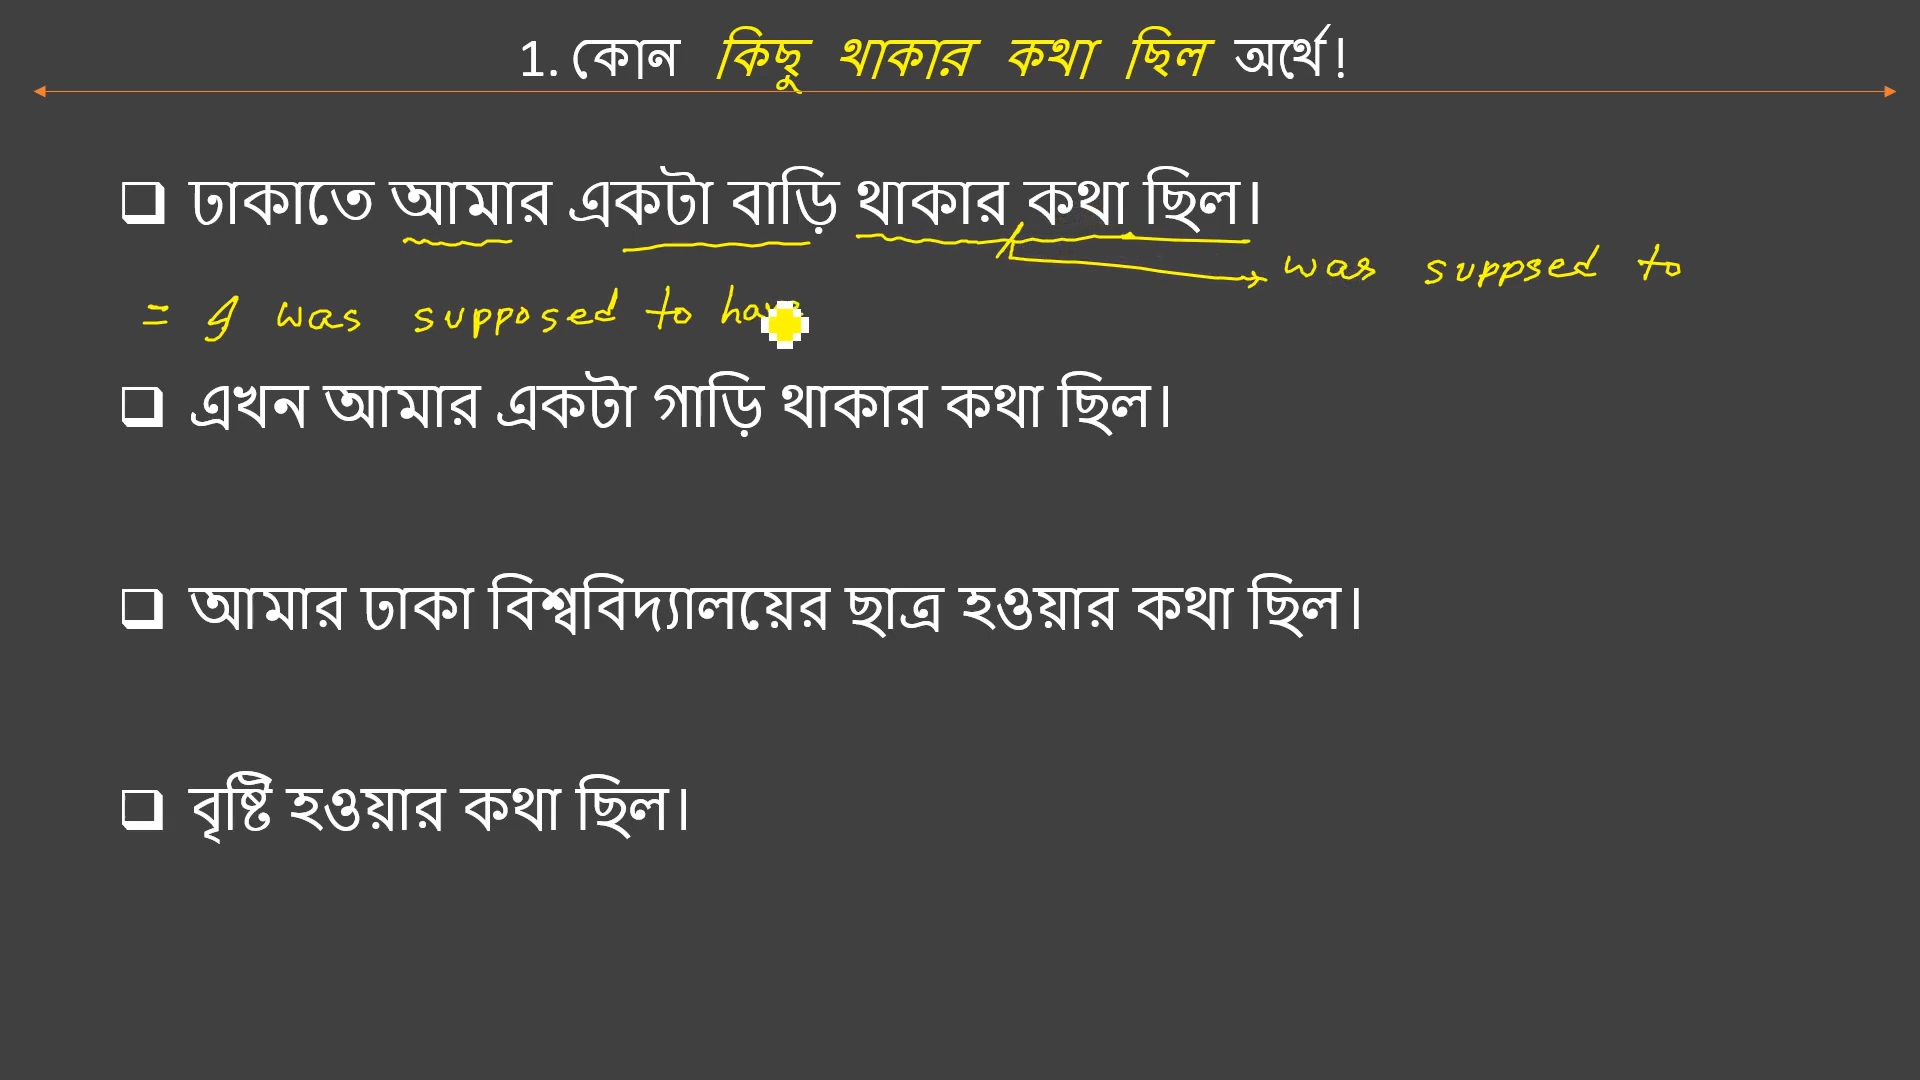 1. কোন কিছু থাকার কথা ছিল অর্থে!
ঢাকাতে আমার একটা বাড়ি থাকার কথা ছিল।
was suppsed to
= I was supposed to have
এখন আমার একটা গাড়ি থাকার কথা ছিল।
আমার ঢাকা বিশ্ববিদ্যালয়ের ছাত্র হওয়ার কথা ছিল।
বৃষ্টি হওয়ার কথা ছিল।